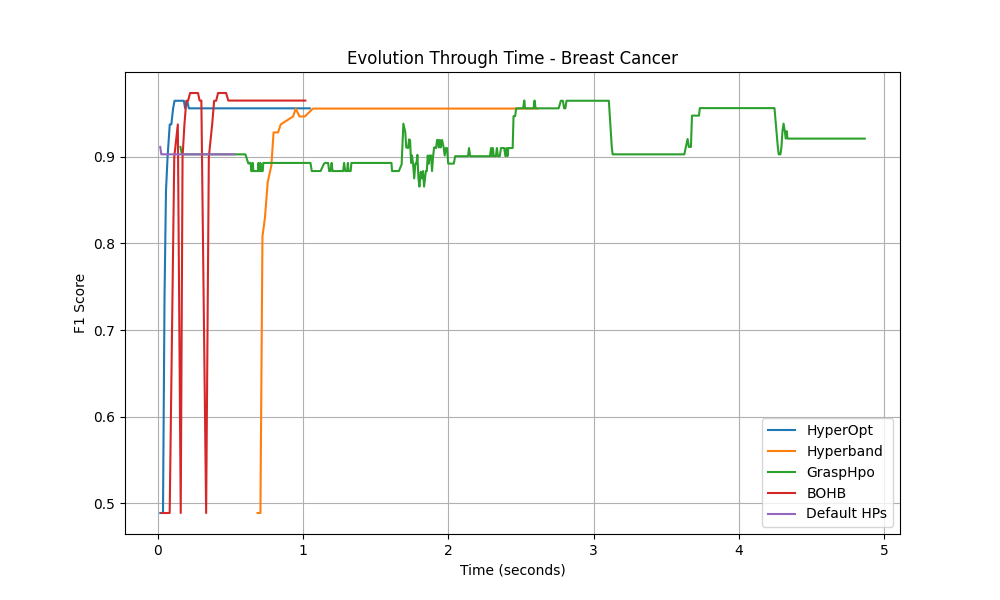 Evolution Through Time - Breast Cancer
F1 Score
0.9
0.8
0.7
0.6
0.5
0 1 2 3 4 5
Time (seconds)
HyperOpt
Hyperband
GraspHpo
BOHB
Default HPs